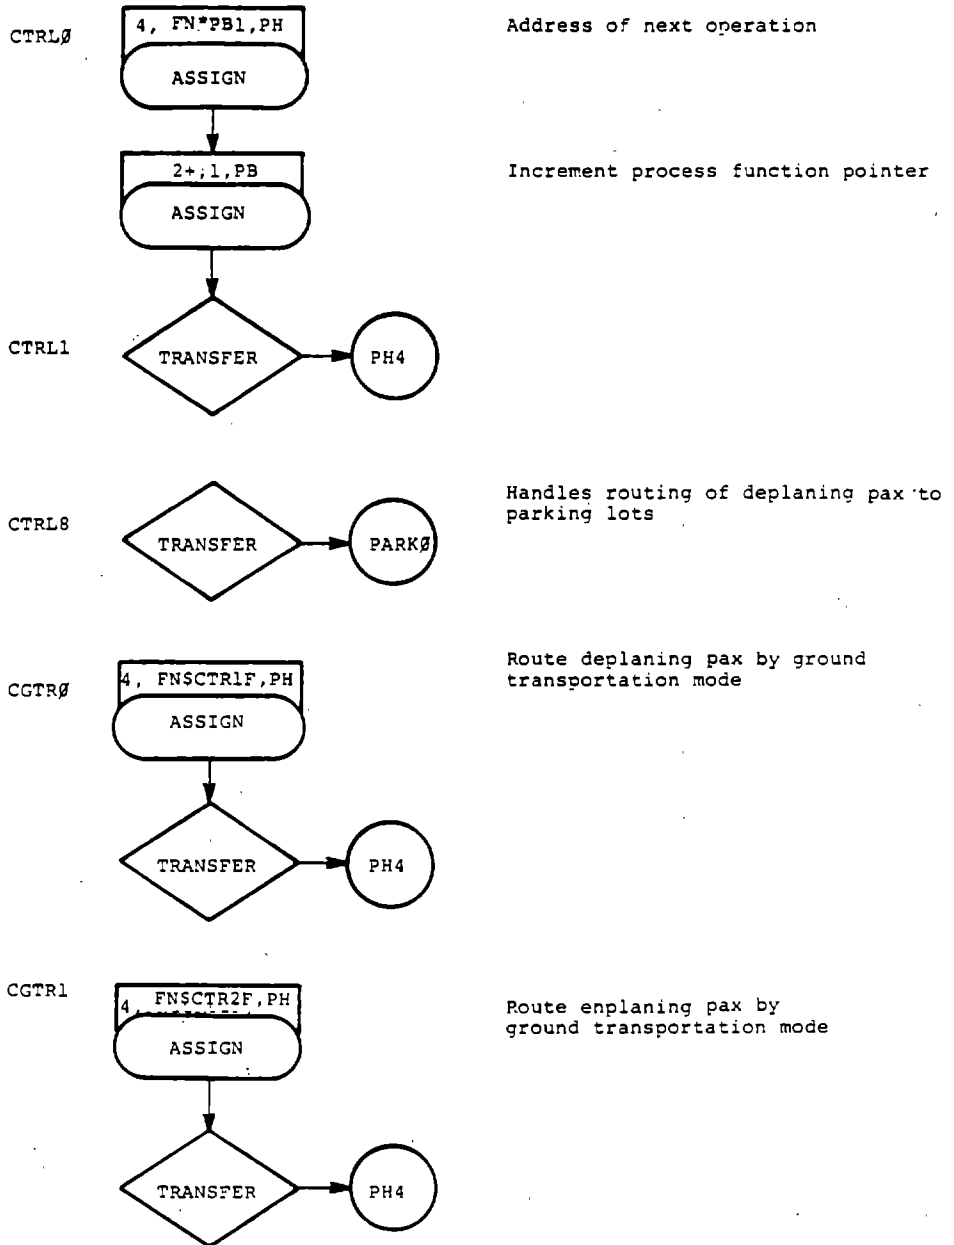 CTRLØ
4, FN*PB1,PH
Address of next operation
ASSIGN
2+,1,PB
Increment process function pointer
ASSIGN
CTRL1
TRANSFER
PH4
CTRL8
TRANSFER
PARKØ
Handles routing of deplaning pax to
parking lots
CGTRØ
4, FN$CTR1F,PH
Route deplaning pax by ground
transportation mode
ASSIGN
TRANSFER
PH4
CGTR1
4, FN$CTR2F,PH
Route enplaning pax by
ground transportation mode
ASSIGN
TRANSFER
PH4